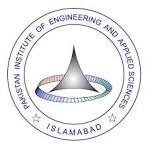 PAKISTAN INSTITUTE OF ENGINEERING AND APPLIED SCIENCES
ISLAMABAD